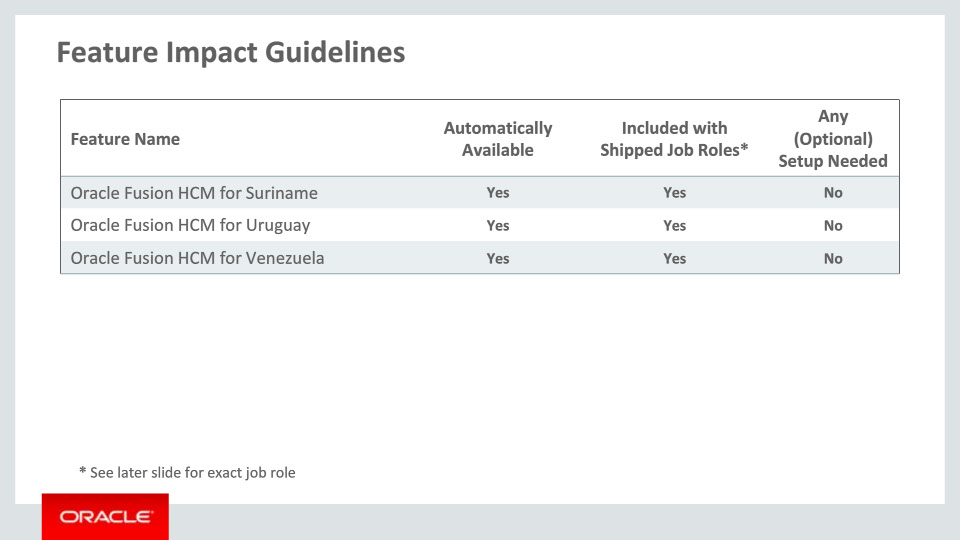 Feature Impact Guidelines
Feature Name
Automatically
Available
Included with
Shipped Job Roles*
Any
(Optional)
Setup Needed
Oracle Fusion HCM for Suriname Yes Yes No
Oracle Fusion HCM for Uruguay Yes Yes No
Oracle Fusion HCM for Venezuela Yes Yes No
* See later slide for exact job role
ORACLE